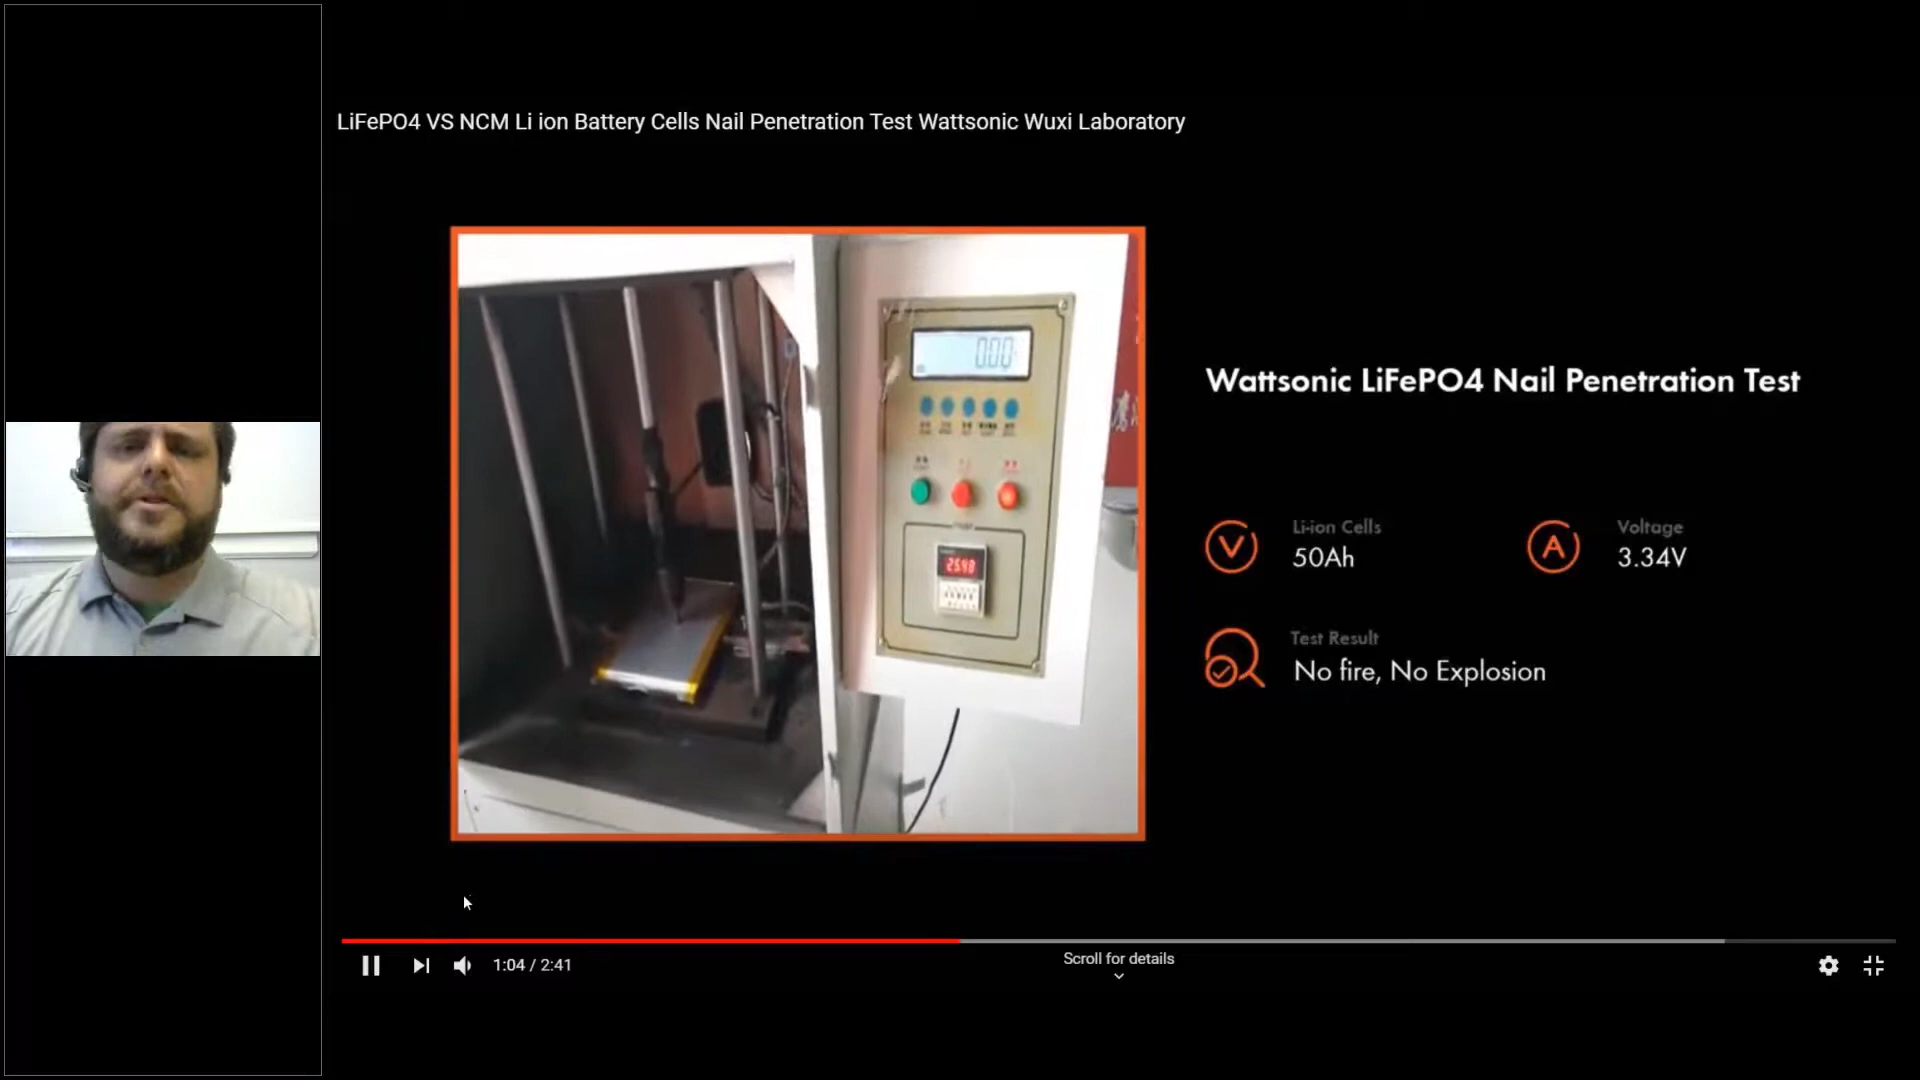 LiFePO4 VS NCM Li ion Battery Cells Nail Penetration Test Wattsonic Wuxi Laboratory
0.00
Wattsonic LiFePO4 Nail Penetration Test
V
Li-ion Cells
50Ah
A
Voltage
3.34V
Test Result
No fire, No Explosion
1:04 / 2:41
Scroll for details